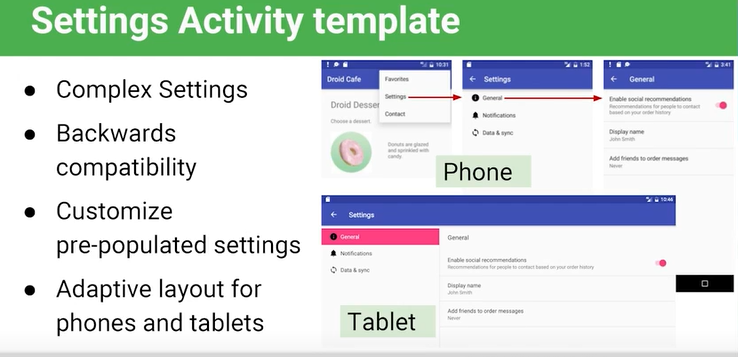 Settings Activity template
● Complex Settings
● Backwards
compatibility
● Customize
pre-populated settings
● Adaptive layout for
phones and tablets
10:31
Droid Cafe
Favorites
Settings
Contact
Droid Desser
Choose a dessert.
Donuts are glazed
and sprinkled with
candy.
1:52
Settings
General
Notifications
Data & sync
3:41
General
Enable social recommendations
Recommendations for people to contact
based on your order history
Display name
John Smith
Add friends to order messages
Never
Phone
10:46
Settings
General
Notifications
Data & sync
General
Enable social recommendations
Recommendations for people to contact based on your order history
Display name
John Smith
Add friends to order messages
Never
Tablet